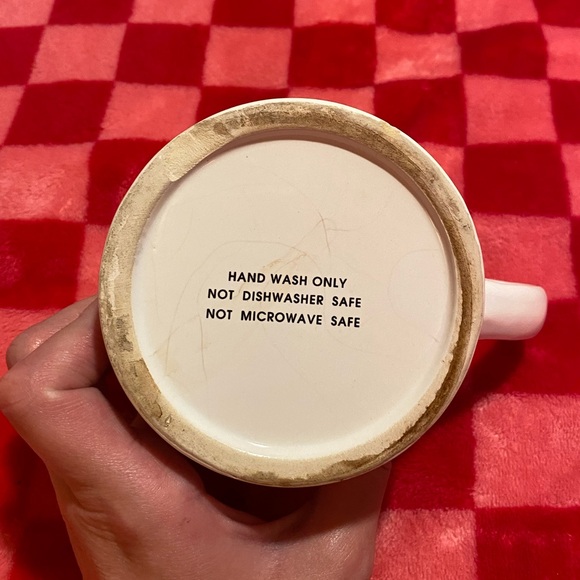 HAND WASH ONLY
NOT DISHWASHER SAFE
NOT MICROWAVE SAFE